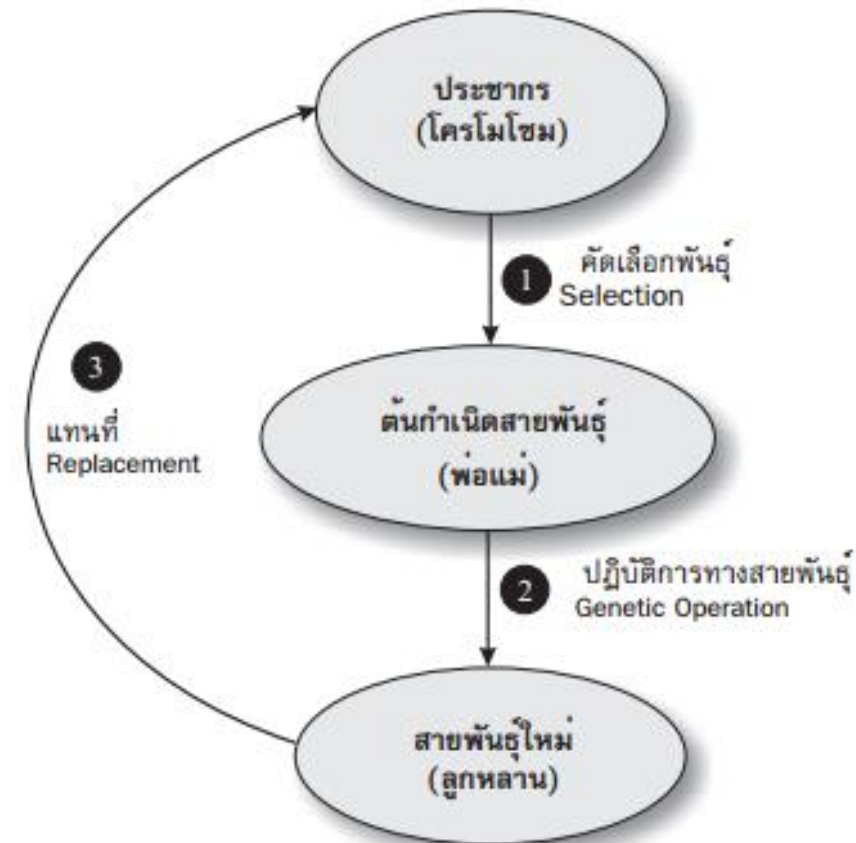 ประชากร
(โครโมโซม)
1
คัดเลือกพันธุ์
Selection
ต้นกำเนิดสายพันธุ์
(พ่อแม่)
2
ปฏิบัติการทางสายพันธุ์
Genetic Operation
สายพันธุ์ใหม่
(ลูกหลาน)
3
แทนที่
Replacement